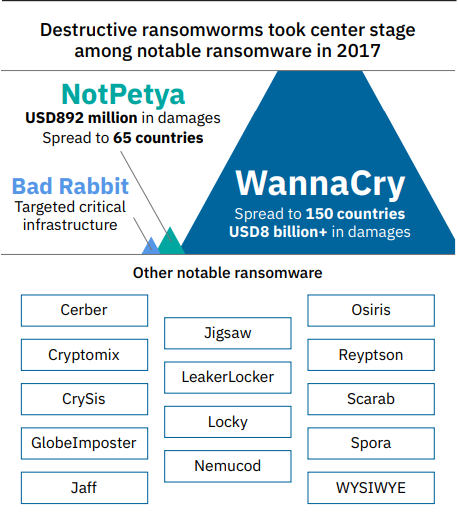 Destructive ransomworms took center stage
among notable ransomware in 2017
NotPetya
USD892 million in damages
Spread to 65 countries
Bad Rabbit
Targeted critical
infrastructure
WannaCry
Spread to 150 countries
USD8 billion+ in damages
Other notable ransomware
Cerber
Cryptomix
CrySis
GlobeImposter
Jaff
Jigsaw
LeakerLocker
Locky
Nemucod
Osiris
Reyptson
Scarab
Spora
WYSIWYE